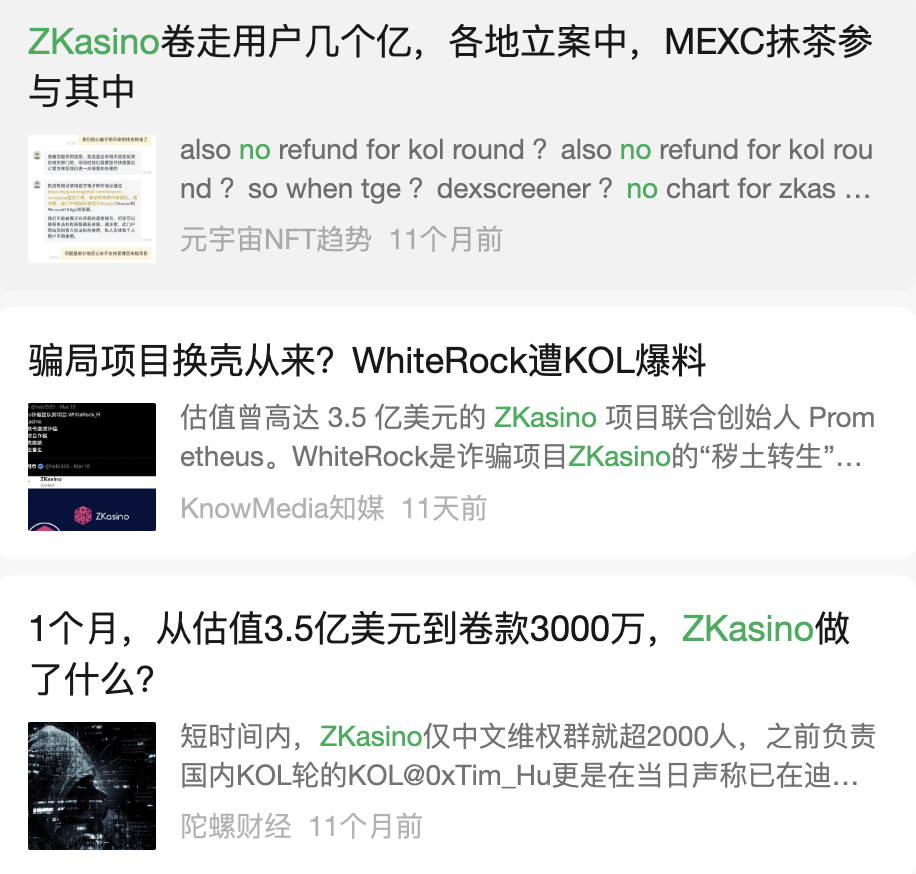 ZKasino卷走用户几个亿，各地立案中，MEXC抹茶参
与其中
also no refund for kol round？ also no refund for kol rou
nd？ so when tge？ dexscreener？ no chart for zkas …
元宇宙NFT趋势 11个月前
骗局项目换壳从来？WhiteRock遭KOL爆料
估值曾高达 3.5 亿美元的 ZKasino 项目联合创始人 Prom
etheus。WhiteRock是诈骗项目ZKasino的“秽土转生”…
ZKasino
KnowMedia知媒 11天前
1个月，从估值3.5亿美元到卷款3000万，ZKasino做
了什么？
短时间内，ZKasino仅中文维权群就超2000人，之前负责
国内KOL轮的KOL@0xTim_Hu更是在当日声称已在迪…
陀螺财经 11个月前